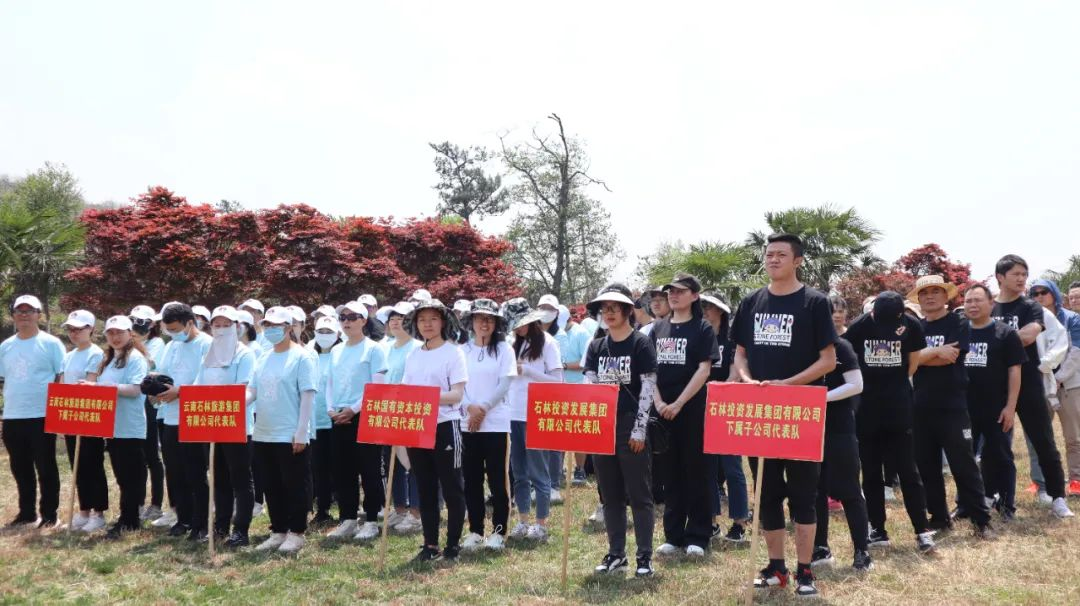 云南石林旅游集团有限公司
下属子公司代表队
云南石林旅游集团
有限公司代表队
石林国有资本投资
有限公司代表队
石林投资发展集团
有限公司代表队
石林投资发展集团有限公司
下属子公司代表队
SUMMER
STONE FOREST
SUMMER
SUMMER
STONE FOREST